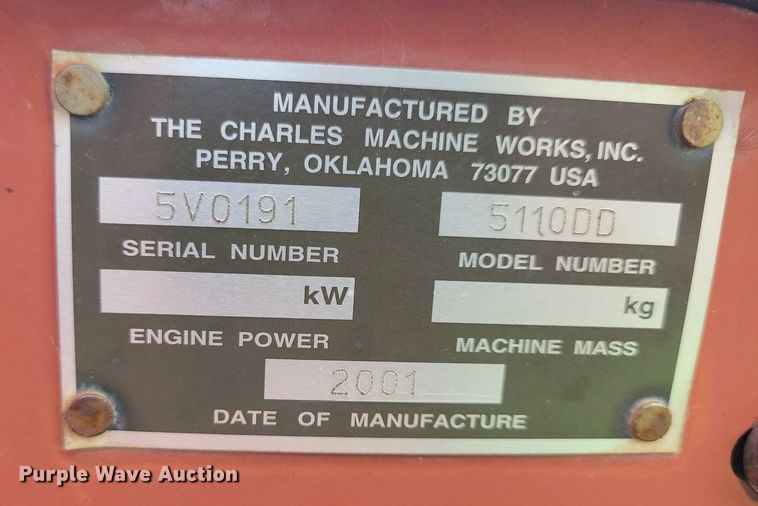 MANUFACTURED BY
THE CHARLES MACHINE WORKS, INC.
PERRY, OKLAHOMA 73077 USA
5V0191 5110DD
SERIAL NUMBER MODEL NUMBER
kW kg
ENGINE POWER MACHINE MASS
2001
DATE OF MANUFACTURE
Purple Wave Auction